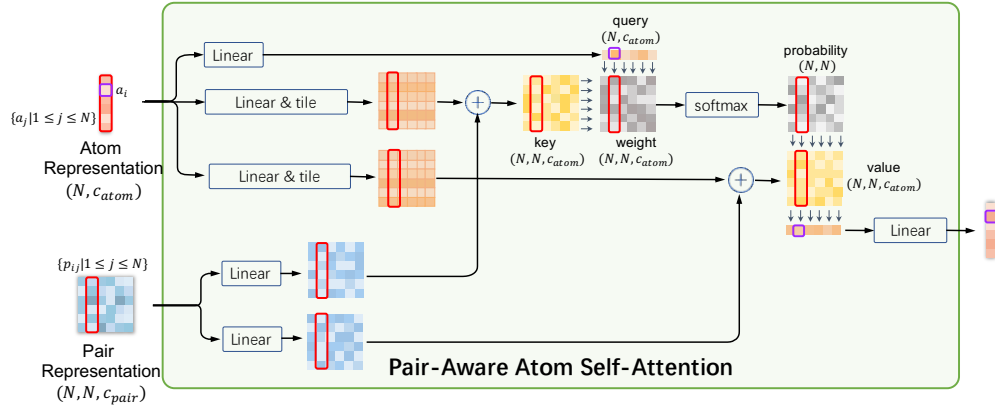 query
(N, c_atom)
Linear
probability
(N, N)
a_i
Linear & tile
softmax
{a_j|1 ≤ j ≤ N}
key
weight
Atom
Representation
(N, c_atom)
(N, N, c_atom)
(N, N, c_atom)
value
(N, N, c_atom)
Linear & tile
Linear
{p_ij|1 ≤ j ≤ N}
Linear
Linear
Pair
Representation
(N, N, c_pair)
Pair-Aware Atom Self-Attention